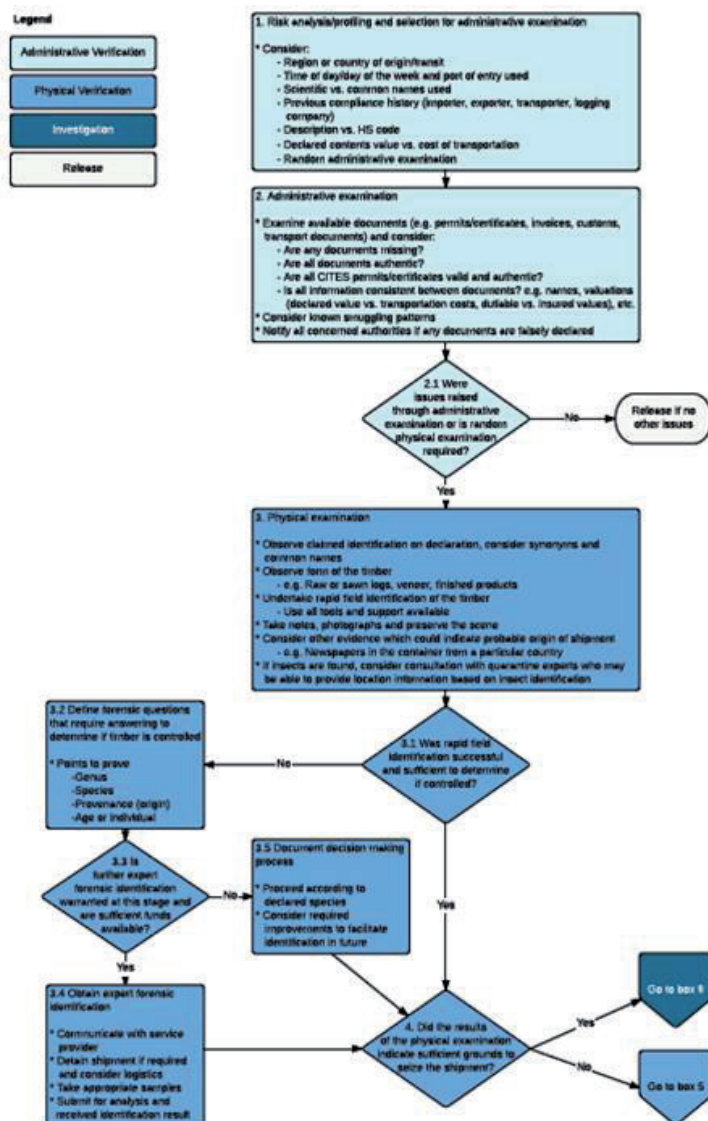 Legend
Administrative Verification
Physical Verification
Investigation
Release
1. Risk analysis/profiling and selection for administrative examination
* Consider:
- Region or country of origin/transit
- Time of day/day of the week and port of entry used
- Scientific vs. common names used
- Previous compliance history (importer, exporter, transporter, logging
company)
- Description vs. HS code
- Declared contents value vs. cost of transportation
- Random administrative examination
2. Administrative examination
* Examine available documents (e.g. permits/certificates, invoices, customs,
transport documents) and consider:
- Are any documents missing?
- Are all documents authentic?
- Are all CITES permits/certificates valid and authentic?
- Is all information consistent between documents? e.g. names, valuations
(declared value vs. transportation costs, dutiable vs. insured values), etc.
* Consider known smuggling patterns
* Notify all concerned authorities if any documents are falsely declared
2.1 Were
issues raised
through administrative
examination or is random
physical examination
required?
No
Release if no
other issues
Yes
3. Physical examination
* Observe claimed identification on declaration, consider synonyms and
common names
* Observe form of the timber
- e.g. Raw or sawn logs, veneer, finished products
* Undertake rapid field identification of the timber
- Use all tools and support available
* Take notes, photographs and preserve the scene
* Consider other evidence which could indicate probable origin of shipment
- e.g. Newspapers in the container from a particular country
* If insects are found, consider consultation with quarantine experts who may
be able to provide location information based on insect identification
3.1 Was rapid field
identification successful
and sufficient to determine
if controlled?
No
3.2 Define forensic questions
that require answering to
determine if timber is controlled
* Points to prove
-Genus
-Species
-Provenance (origin)
-Age or individual
3.3 Is
further expert
forensic identification
warranted at this stage and
are sufficient funds
available?
No
3.5 Document decision making
process
* Proceed according to
declared species
* Consider required
improvements to facilitate
identification in future
Yes
Yes
3.4 Obtain expert forensic
identification
* Communicate with service
provider
* Detain shipment if required
and consider logistics
* Take appropriate samples
* Submit for analysis and
received identification result
4. Did the results
of the physical examination
indicate sufficient grounds to
seize the shipment?
Yes
Go to box 6
No
Go to box 5